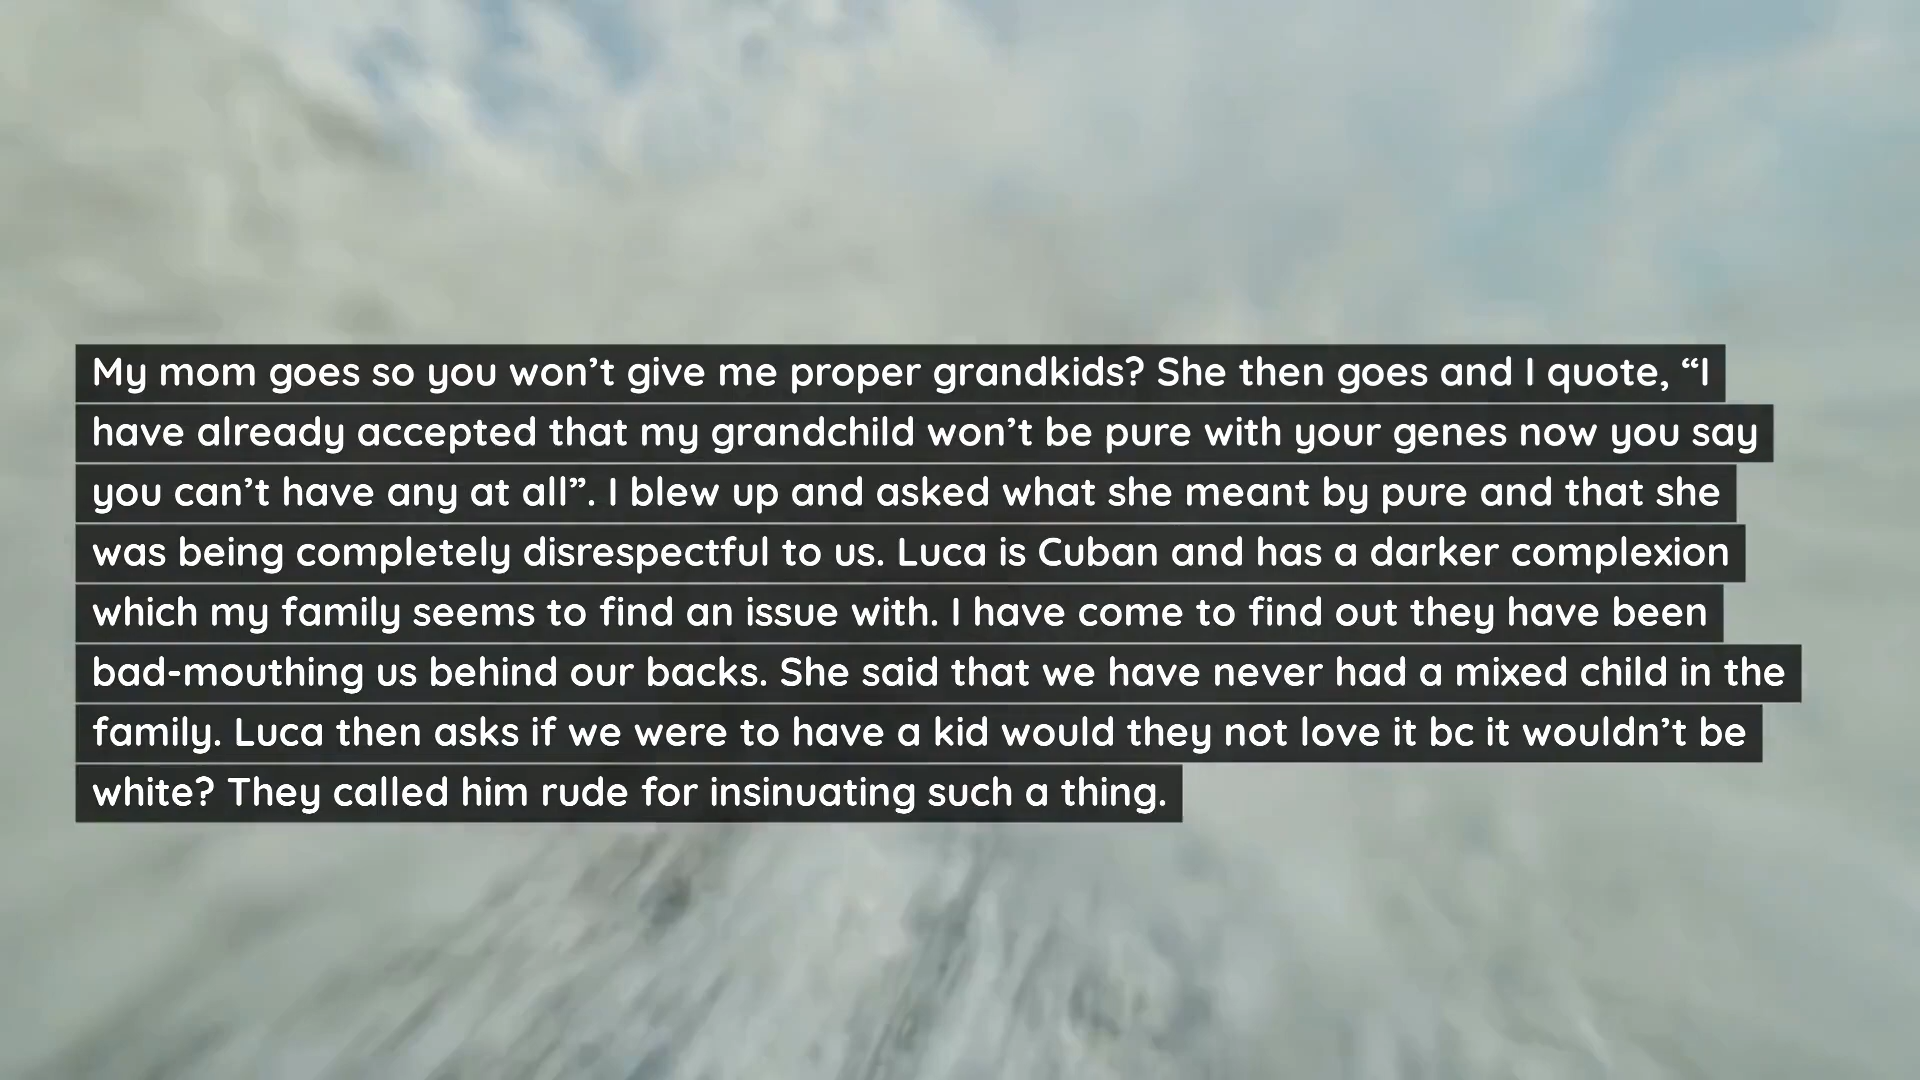 My mom goes so you won’t give me proper grandkids? She then goes and I quote, “I
have already accepted that my grandchild won’t be pure with your genes now you say
you can’t have any at all”. I blew up and asked what she meant by pure and that she
was being completely disrespectful to us. Luca is Cuban and has a darker complexion
which my family seems to find an issue with. I have come to find out they have been
bad-mouthing us behind our backs. She said that we have never had a mixed child in the
family. Luca then asks if we were to have a kid would they not love it bc it wouldn’t be
white? They called him rude for insinuating such a thing.